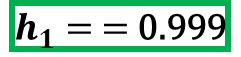 h₁ = = 0.999